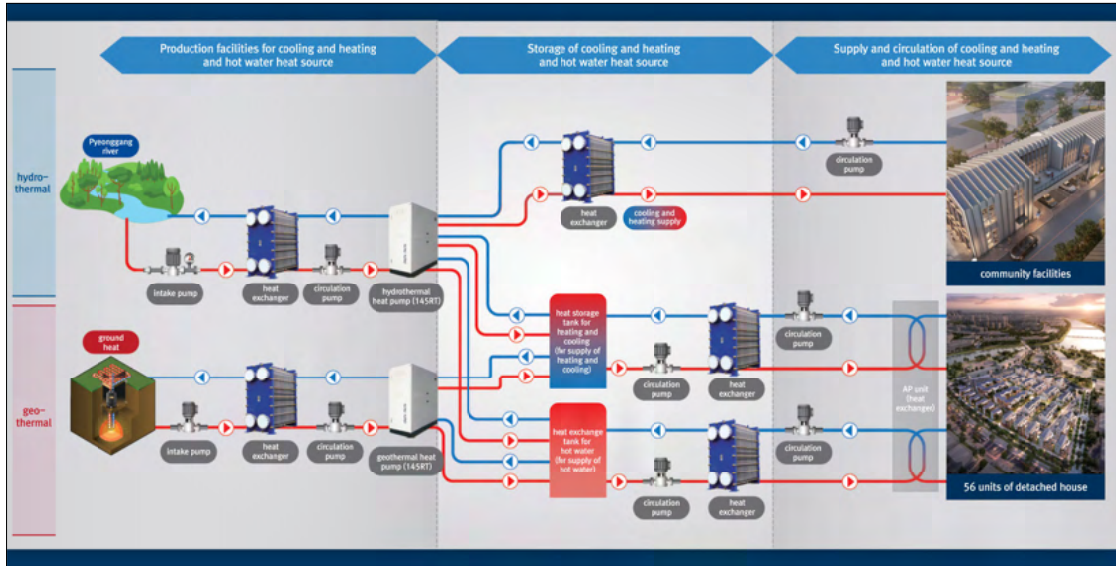 Production facilities for cooling and heating
and hot water heat source
Storage of cooling and heating
and hot water heat source
Supply and circulation of cooling and heating
and hot water heat source
hydro-
thermal
Pyeonggang
river
intake pump
heat
exchanger
circulation
pump
hydrothermal
heat pump (145RT)
heat
exchanger
cooling and
heating supply
circulation
pump
community facilities
geo-
thermal
ground
heat
intake pump
heat
exchanger
circulation
pump
geothermal heat
pump (145RT)
heat storage
tank for
heating and
cooling
(for supply of
heating and
cooling)
circulation
pump
heat
exchanger
circulation
pump
heat exchange
tank for
hot water
(for supply of
hot water)
circulation
pump
heat
exchanger
circulation
pump
AP unit
(heat
exchanger)
56 units of detached house